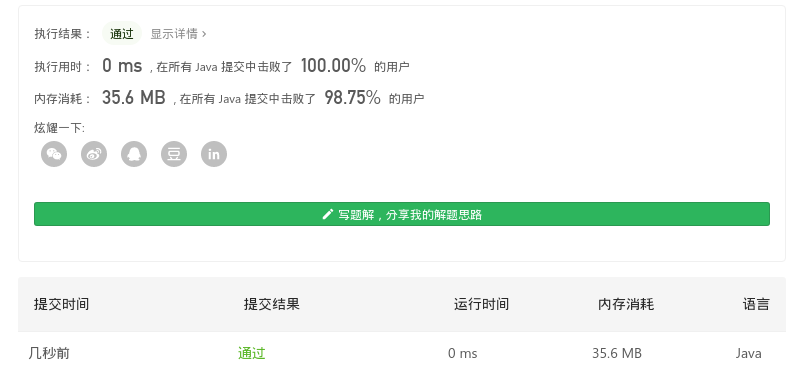 执行结果： 通过 显示详情 ›
执行用时： 0 ms , 在所有 Java 提交中击败了 100.00% 的用户
内存消耗： 35.6 MB , 在所有 Java 提交中击败了 98.75% 的用户
炫耀一下:
豆 in
写题解，分享我的解题思路
提交时间 提交结果 运行时间 内存消耗 语言
几秒前 通过 0 ms 35.6 MB Java